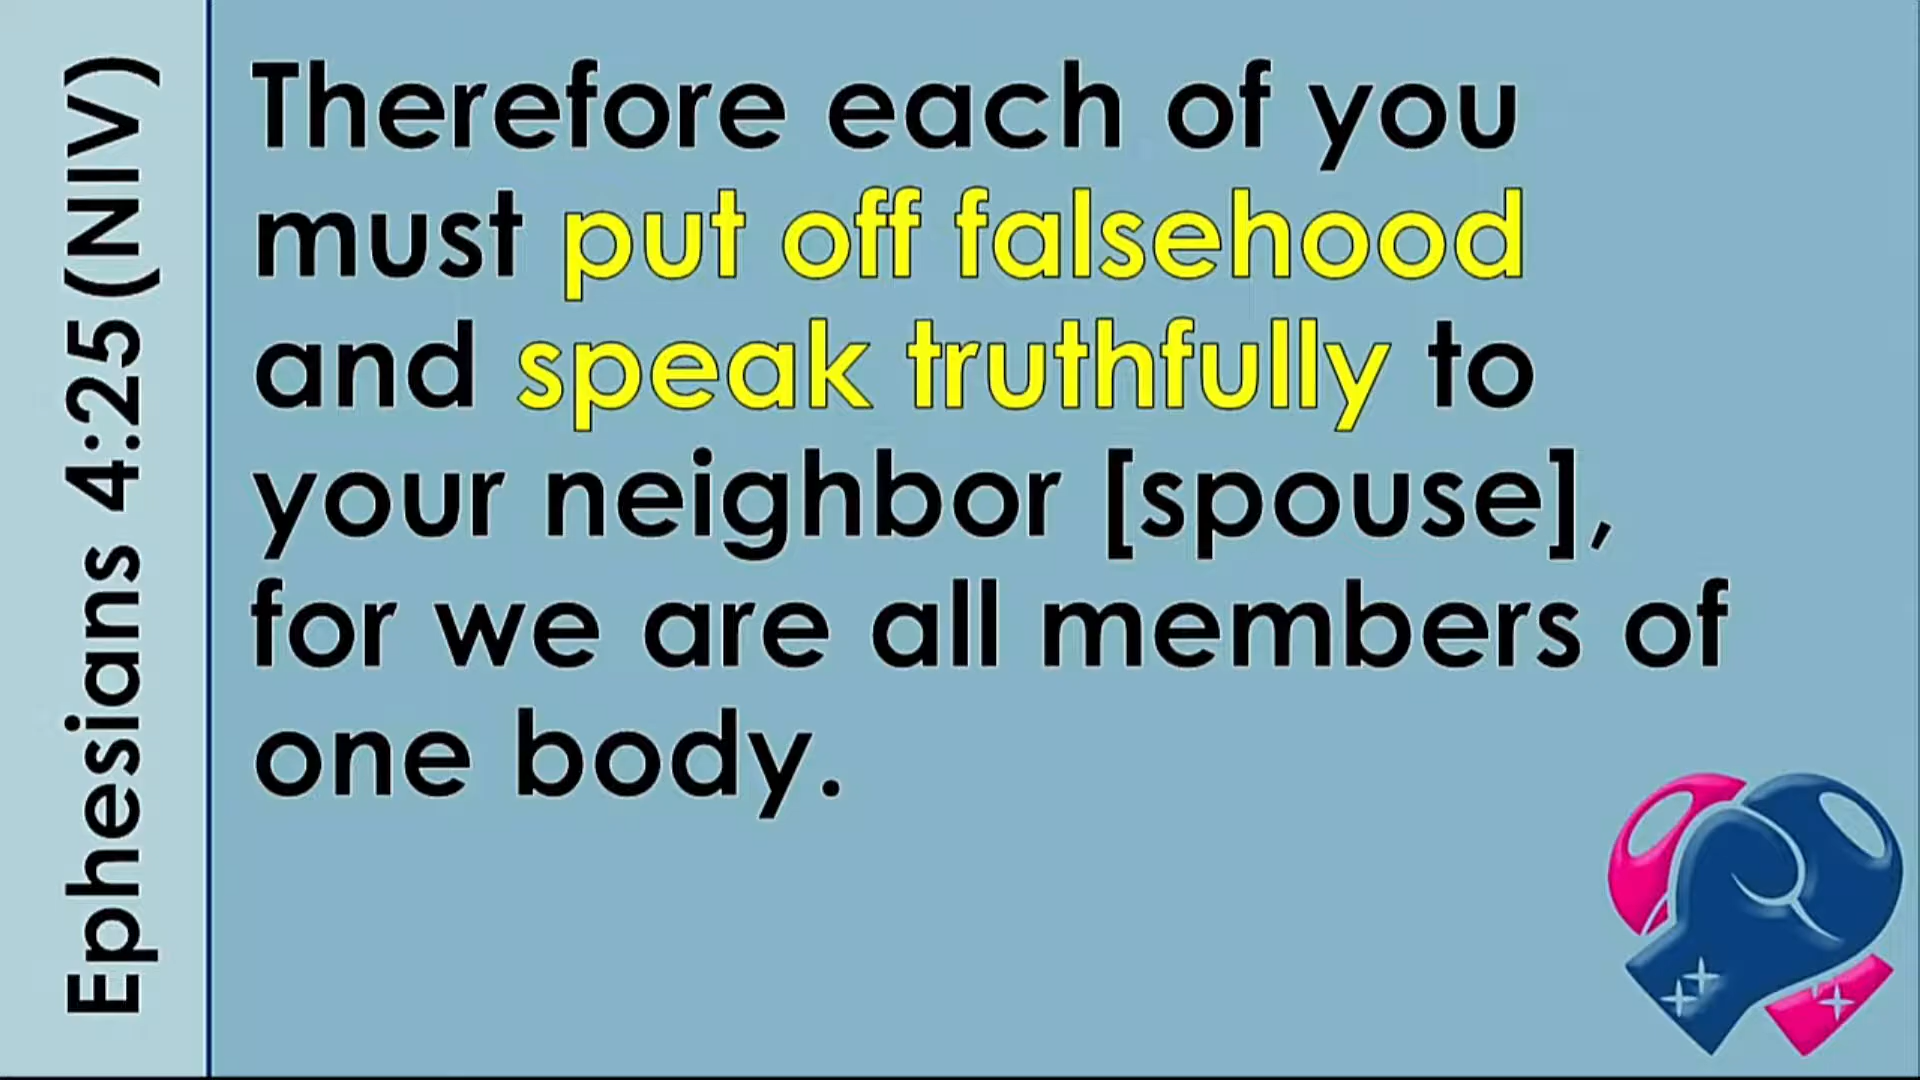 Ephesians 4:25 (NIV)
Therefore each of you
must put off falsehood
and speak truthfully to
your neighbor [spouse],
for we are all members of
one body.